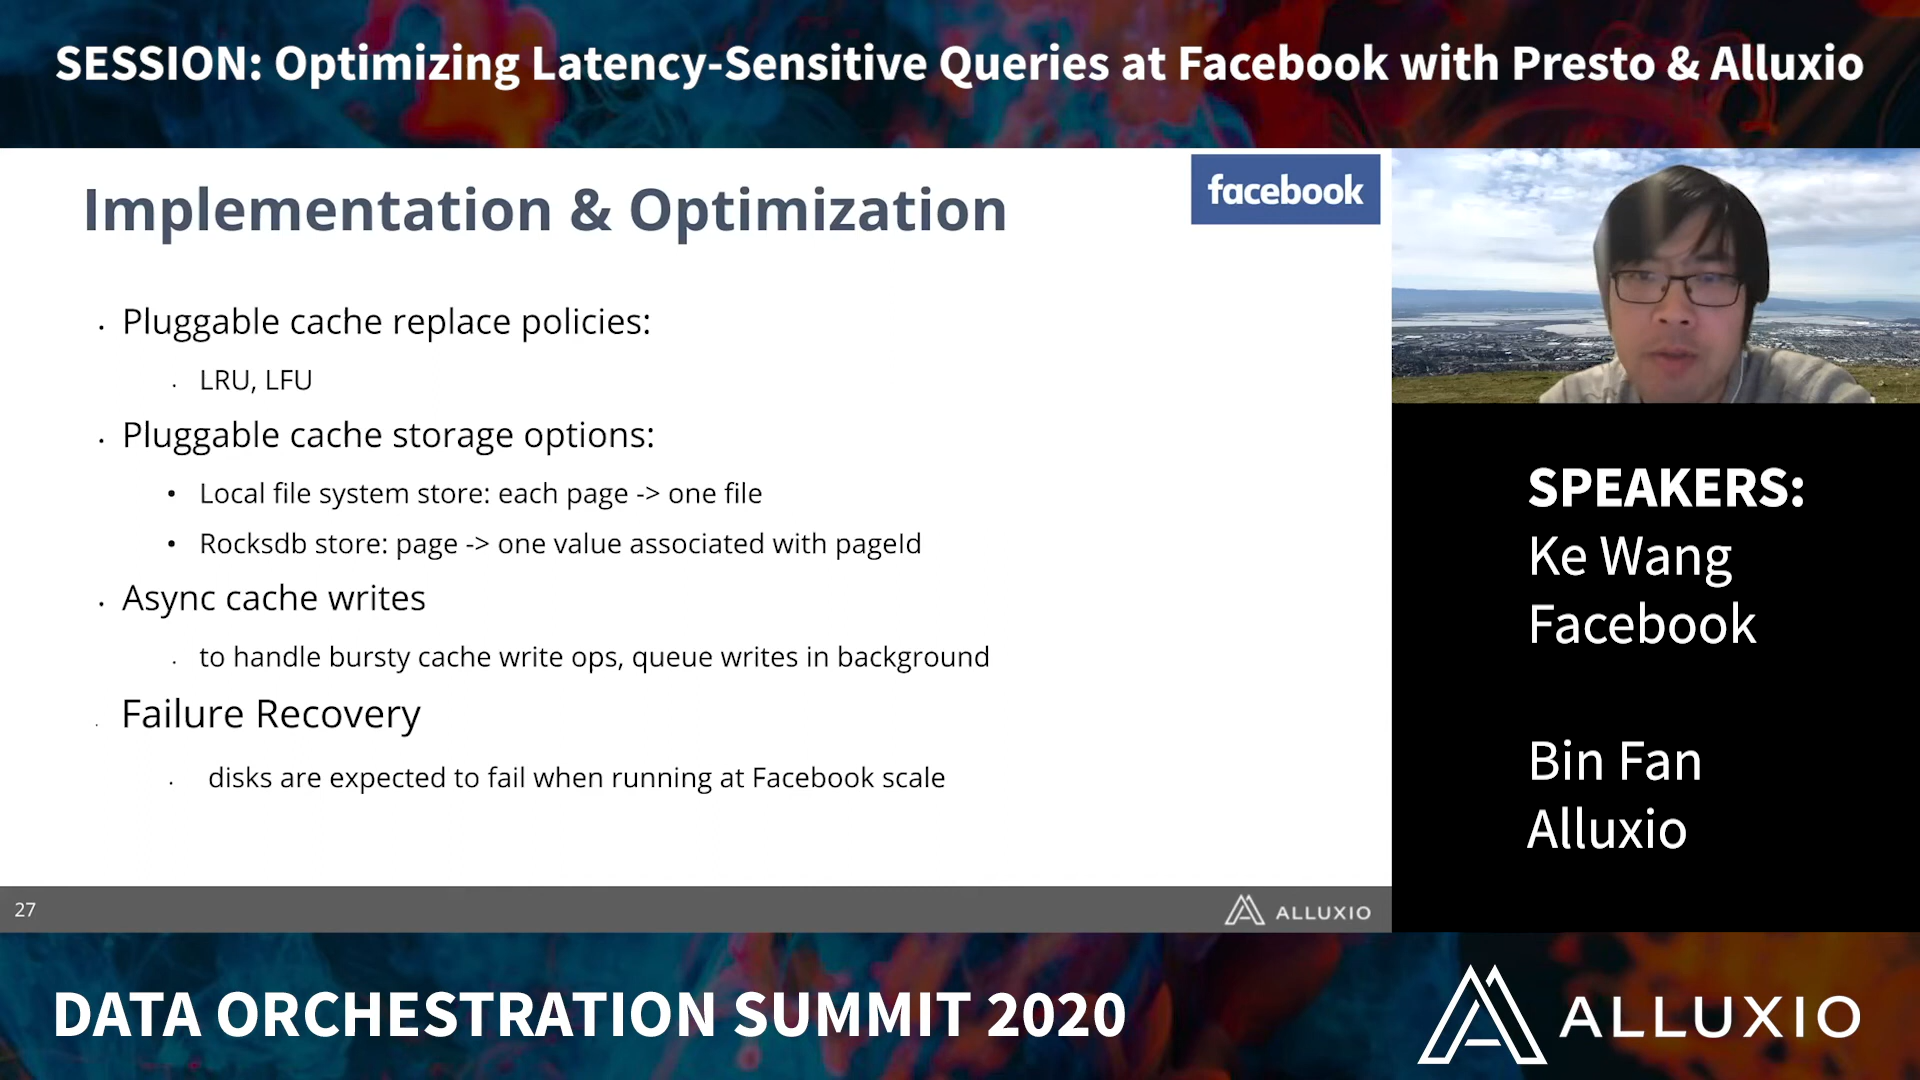 SESSION: Optimizing Latency-Sensitive Queries at Facebook with Presto & Alluxio
Implementation & Optimization
facebook
Pluggable cache replace policies:
LRU, LFU
Pluggable cache storage options:
Local file system store: each page -> one file
Rocksdb store: page -> one value associated with pageId
Async cache writes
to handle bursty cache write ops, queue writes in background
Failure Recovery
disks are expected to fail when running at Facebook scale
27
ALLUXIO
SPEAKERS:
Ke Wang
Facebook
Bin Fan
Alluxio
DATA ORCHESTRATION SUMMIT 2020
ALLUXIO